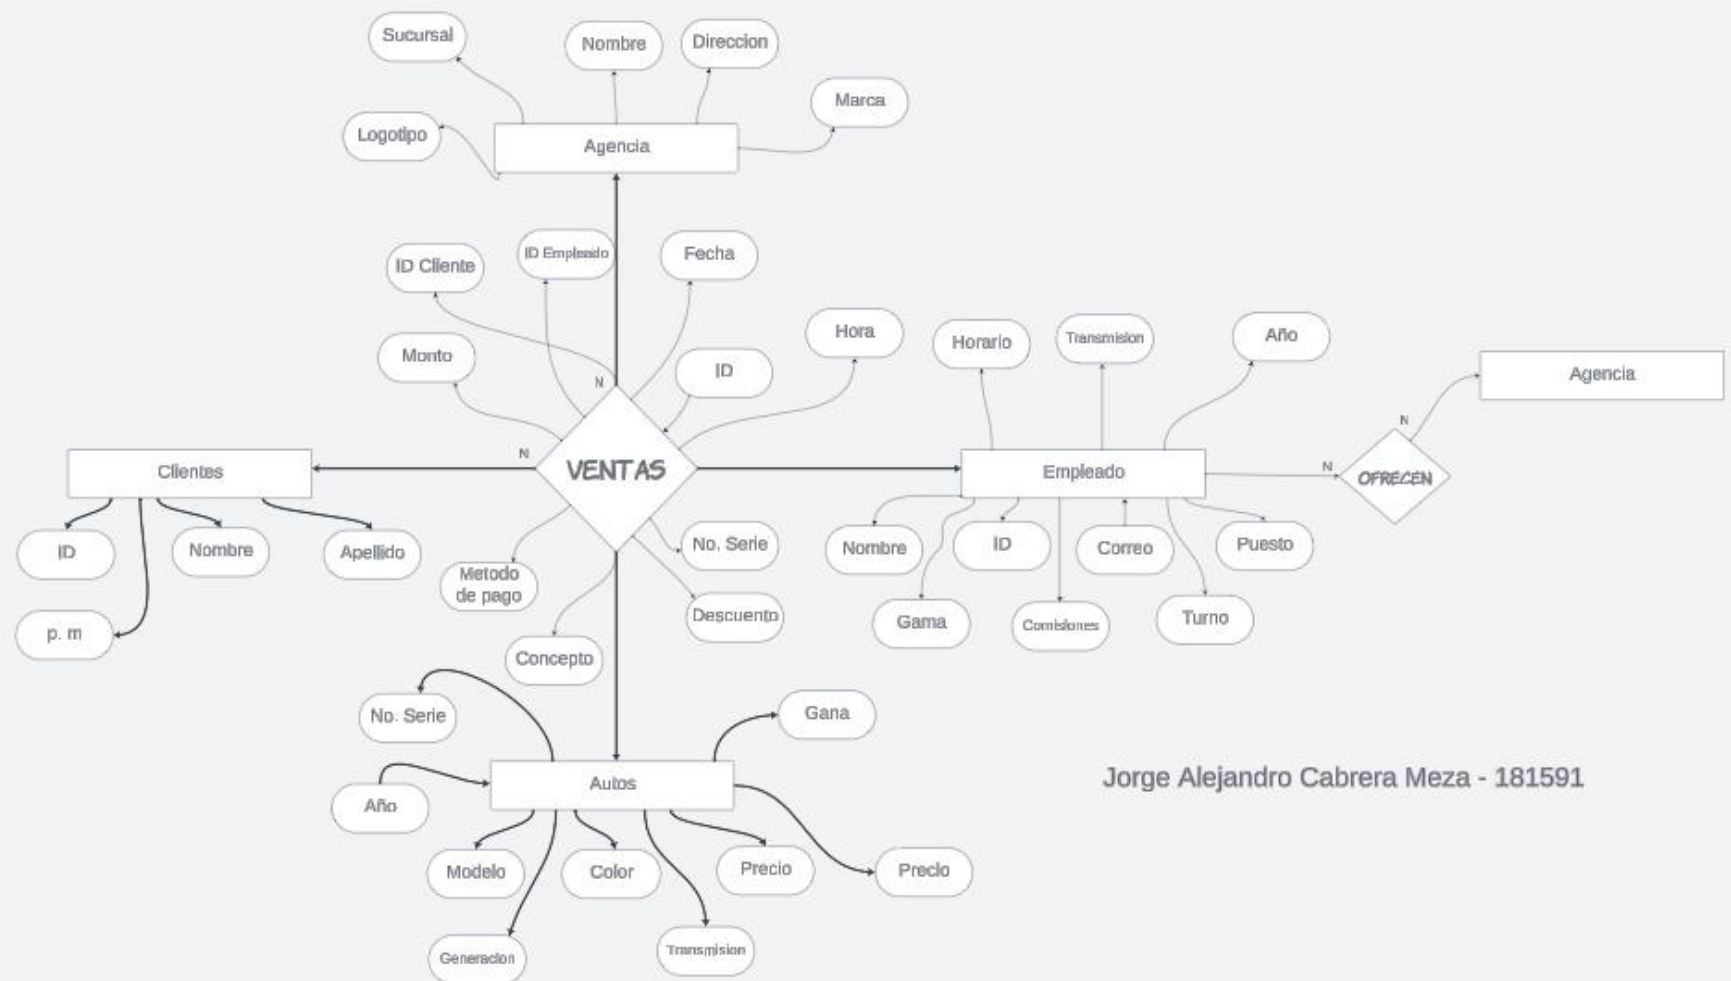 Sucursal
Nombre
Direccion
Marca
Logotipo
Agencia
ID Cliente
ID Empleado
Fecha
Hora
Monto
ID
N
Horario
Transmision
Año
Agencia
N
Clientes
N
VENTAS
Empleado
N
OFRECEN
ID
Nombre
Apellido
p. m
Metodo
de pago
No. Serie
Descuento
Concepto
Nombre
ID
Correo
Puesto
Gama
Comisiones
Turno
No. Serie
Gana
Año
Autos
Modelo
Color
Precio
Precio
Generacion
Transmision
Jorge Alejandro Cabrera Meza - 181591